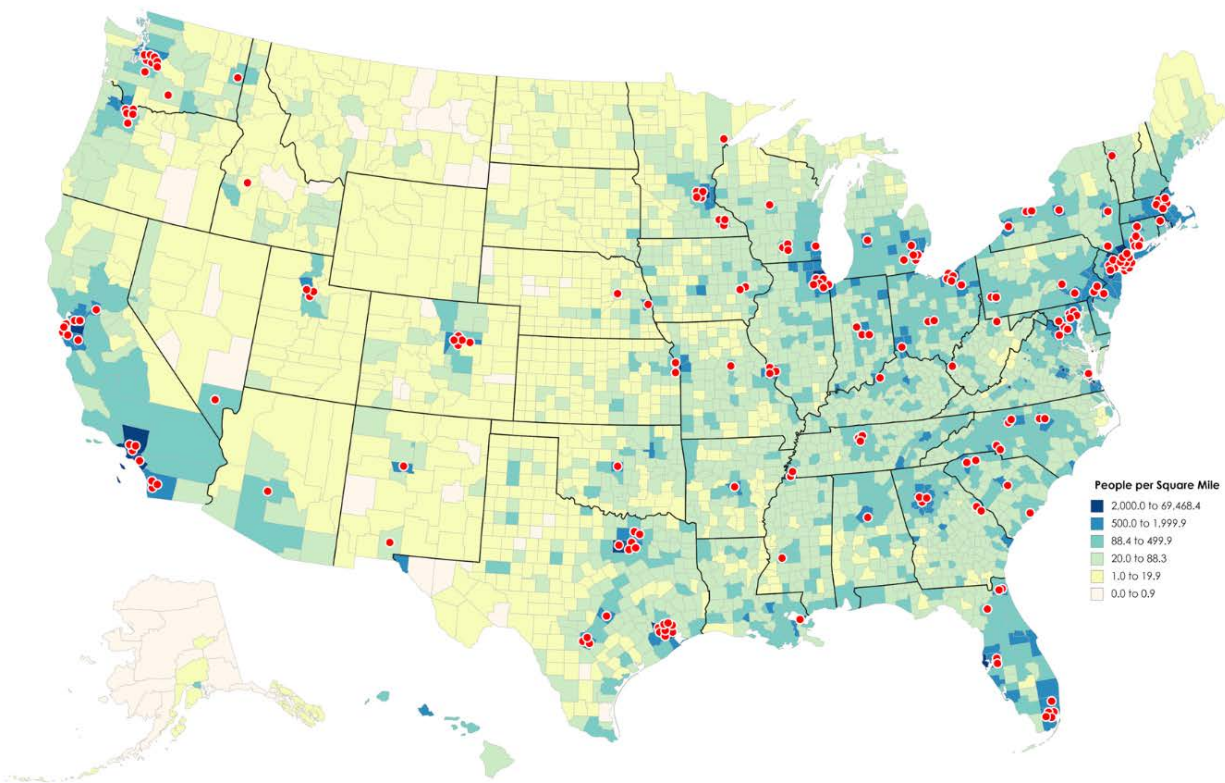 People per Square Mile
2,000.0 to 69,468.4
500.0 to 1,999.9
88.4 to 499.9
20.0 to 88.3
1.0 to 19.9
0.0 to 0.9